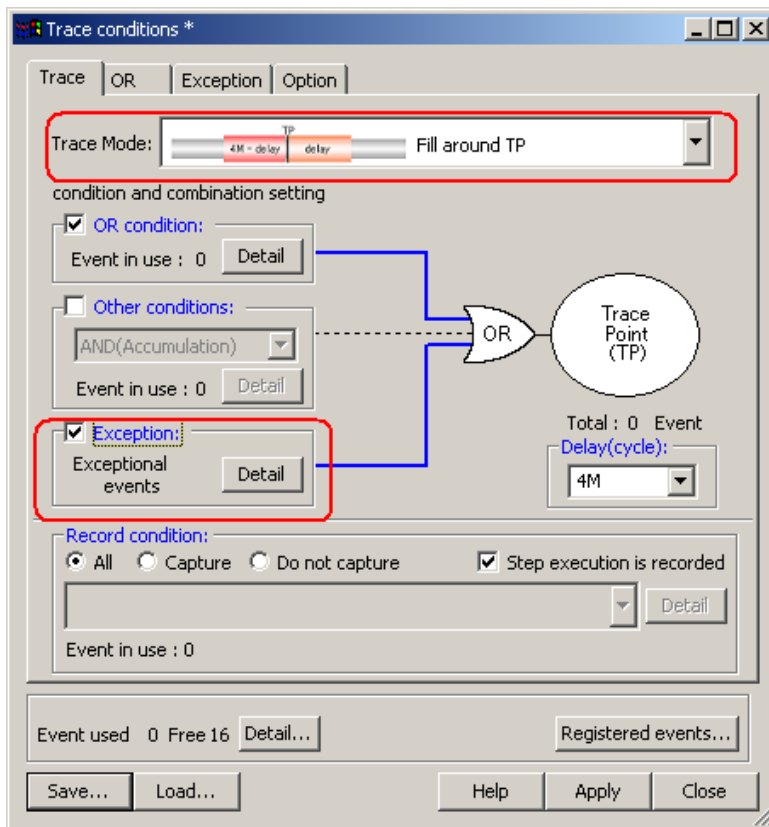 Trace conditions *
Trace OR Exception Option
Trace Mode: TP 4M - delay delay Fill around TP
condition and combination setting
OR condition:
Event in use : 0 Detail
Other conditions:
AND(Accumulation)
Event in use : 0 Detail
Exception:
Exceptional
events
Detail
OR
Trace
Point
(TP)
Total : 0 Event
Delay(cycle):
4M
Record condition:
All Capture Do not capture Step execution is recorded
Detail
Event in use : 0
Event used 0 Free 16 Detail... Registered events...
Save... Load... Help Apply Close